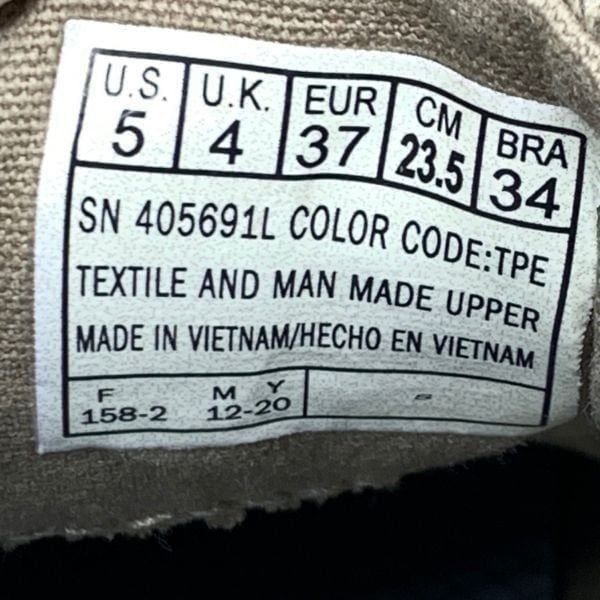 U.S. U.K. EUR CM BRA
5 4 37 23.5 34
SN 405691L COLOR CODE:TPE
TEXTILE AND MAN MADE UPPER
MADE IN VIETNAM/HECHO EN VIETNAM
F M Y
158-2 12-20